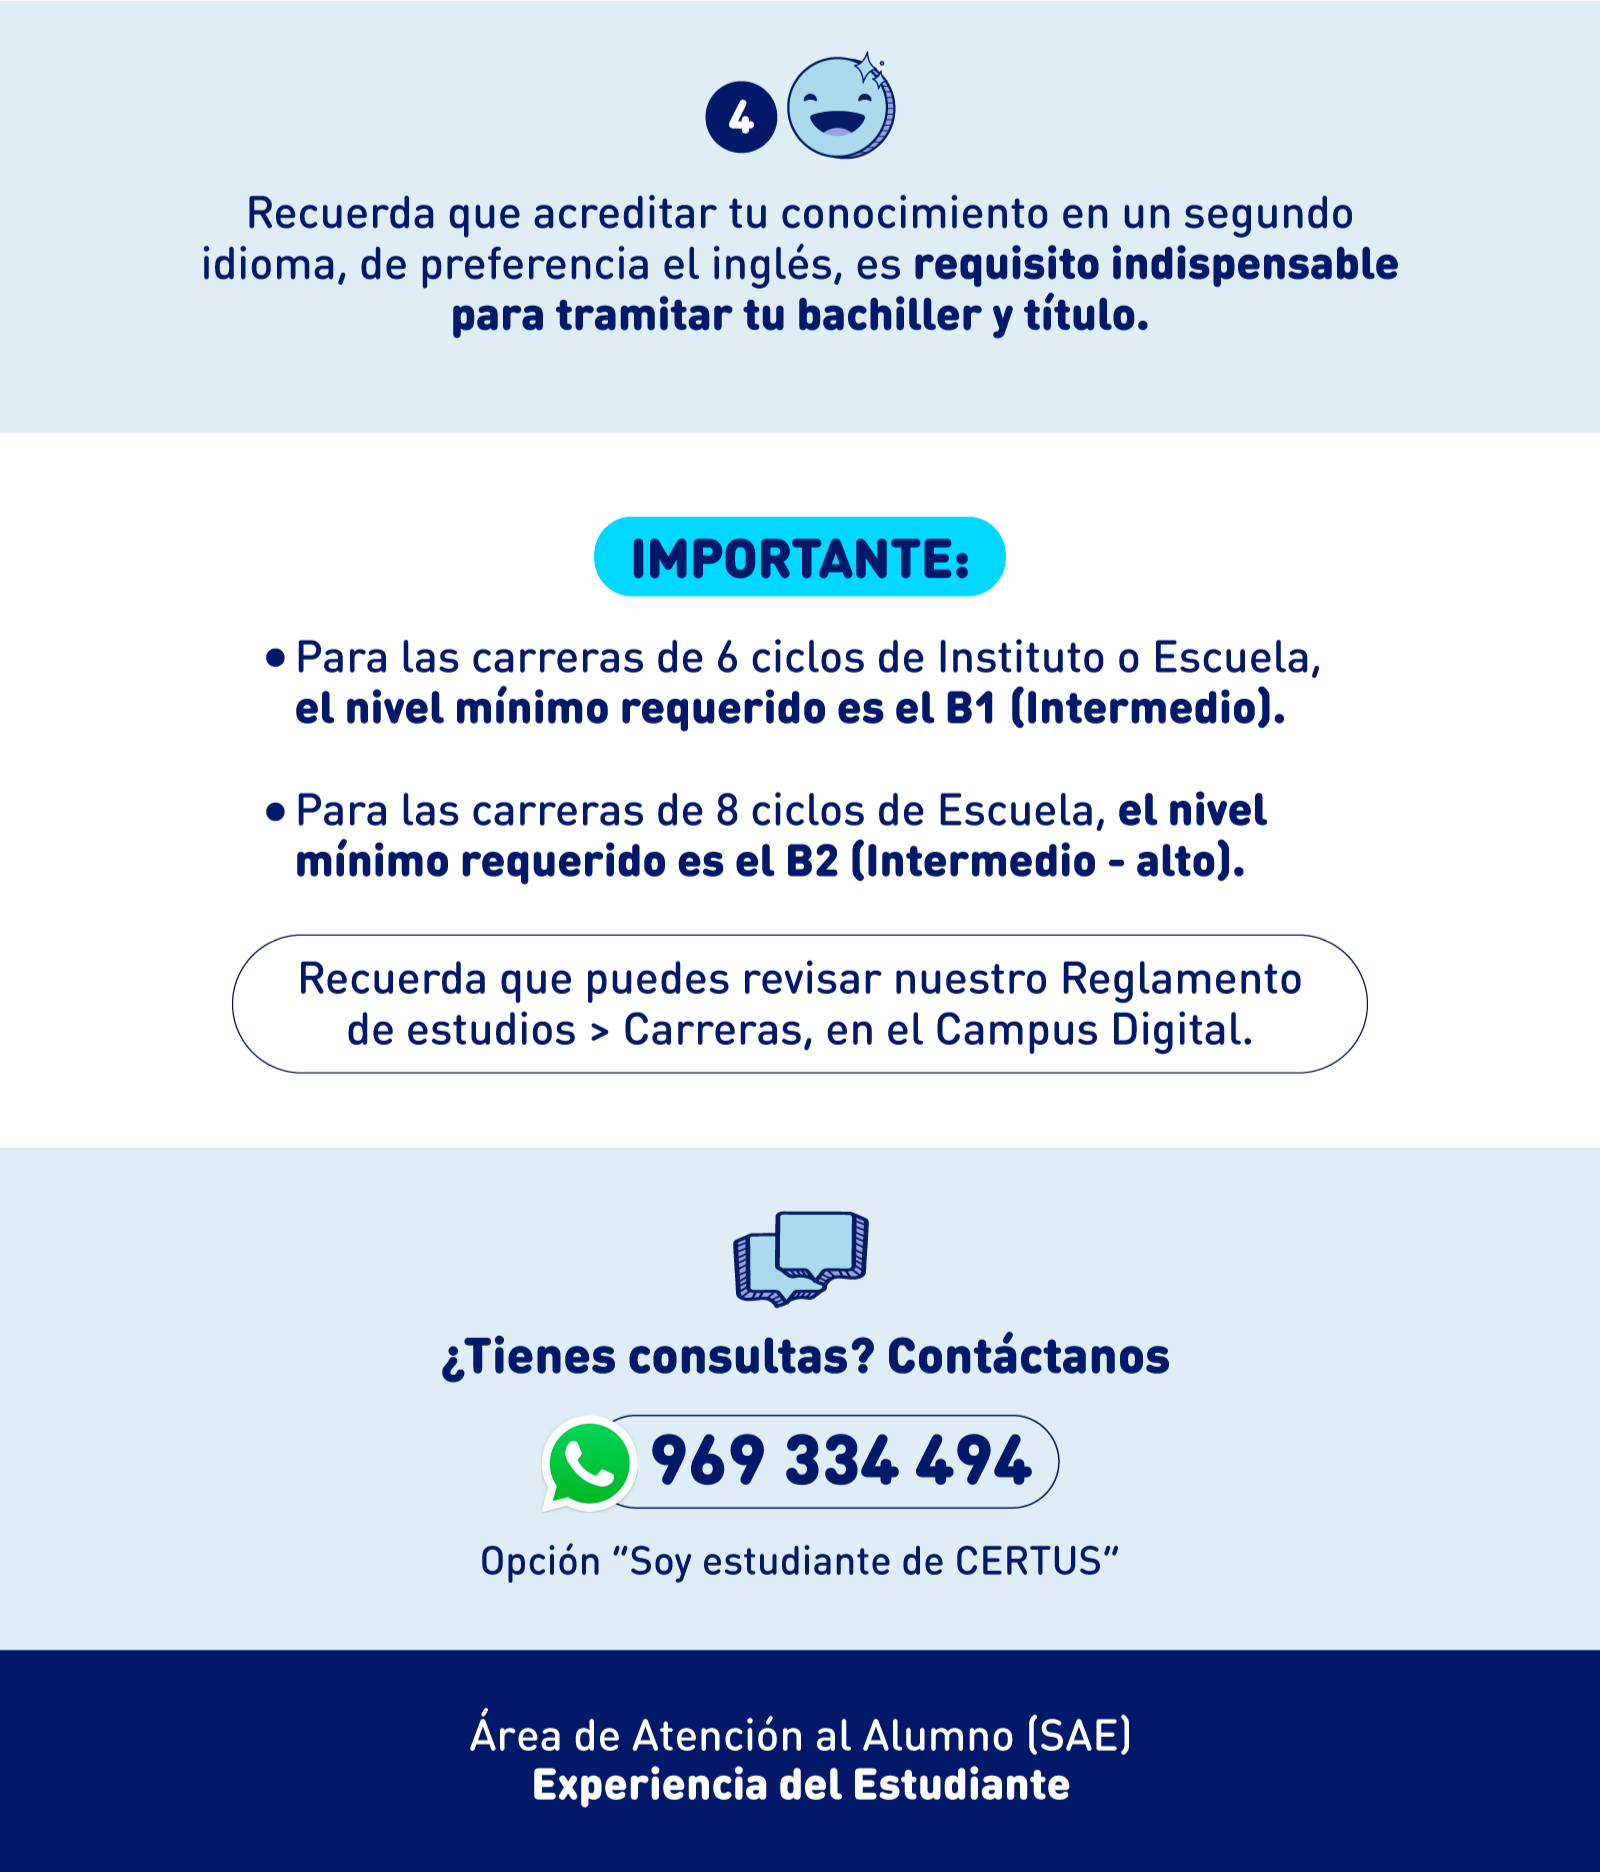 4
Recuerda que acreditar tu conocimiento en un segundo
idioma, de preferencia el inglés, es requisito indispensable
para tramitar tu bachiller y título.
IMPORTANTE:
• Para las carreras de 6 ciclos de Instituto o Escuela,
el nivel mínimo requerido es el B1 (Intermedio).
• Para las carreras de 8 ciclos de Escuela, el nivel
mínimo requerido es el B2 (Intermedio - alto).
Recuerda que puedes revisar nuestro Reglamento
de estudios > Carreras, en el Campus Digital.
¿Tienes consultas? Contáctanos
969 334 494
Opción "Soy estudiante de CERTUS"
Área de Atención al Alumno (SAE)
Experiencia del Estudiante